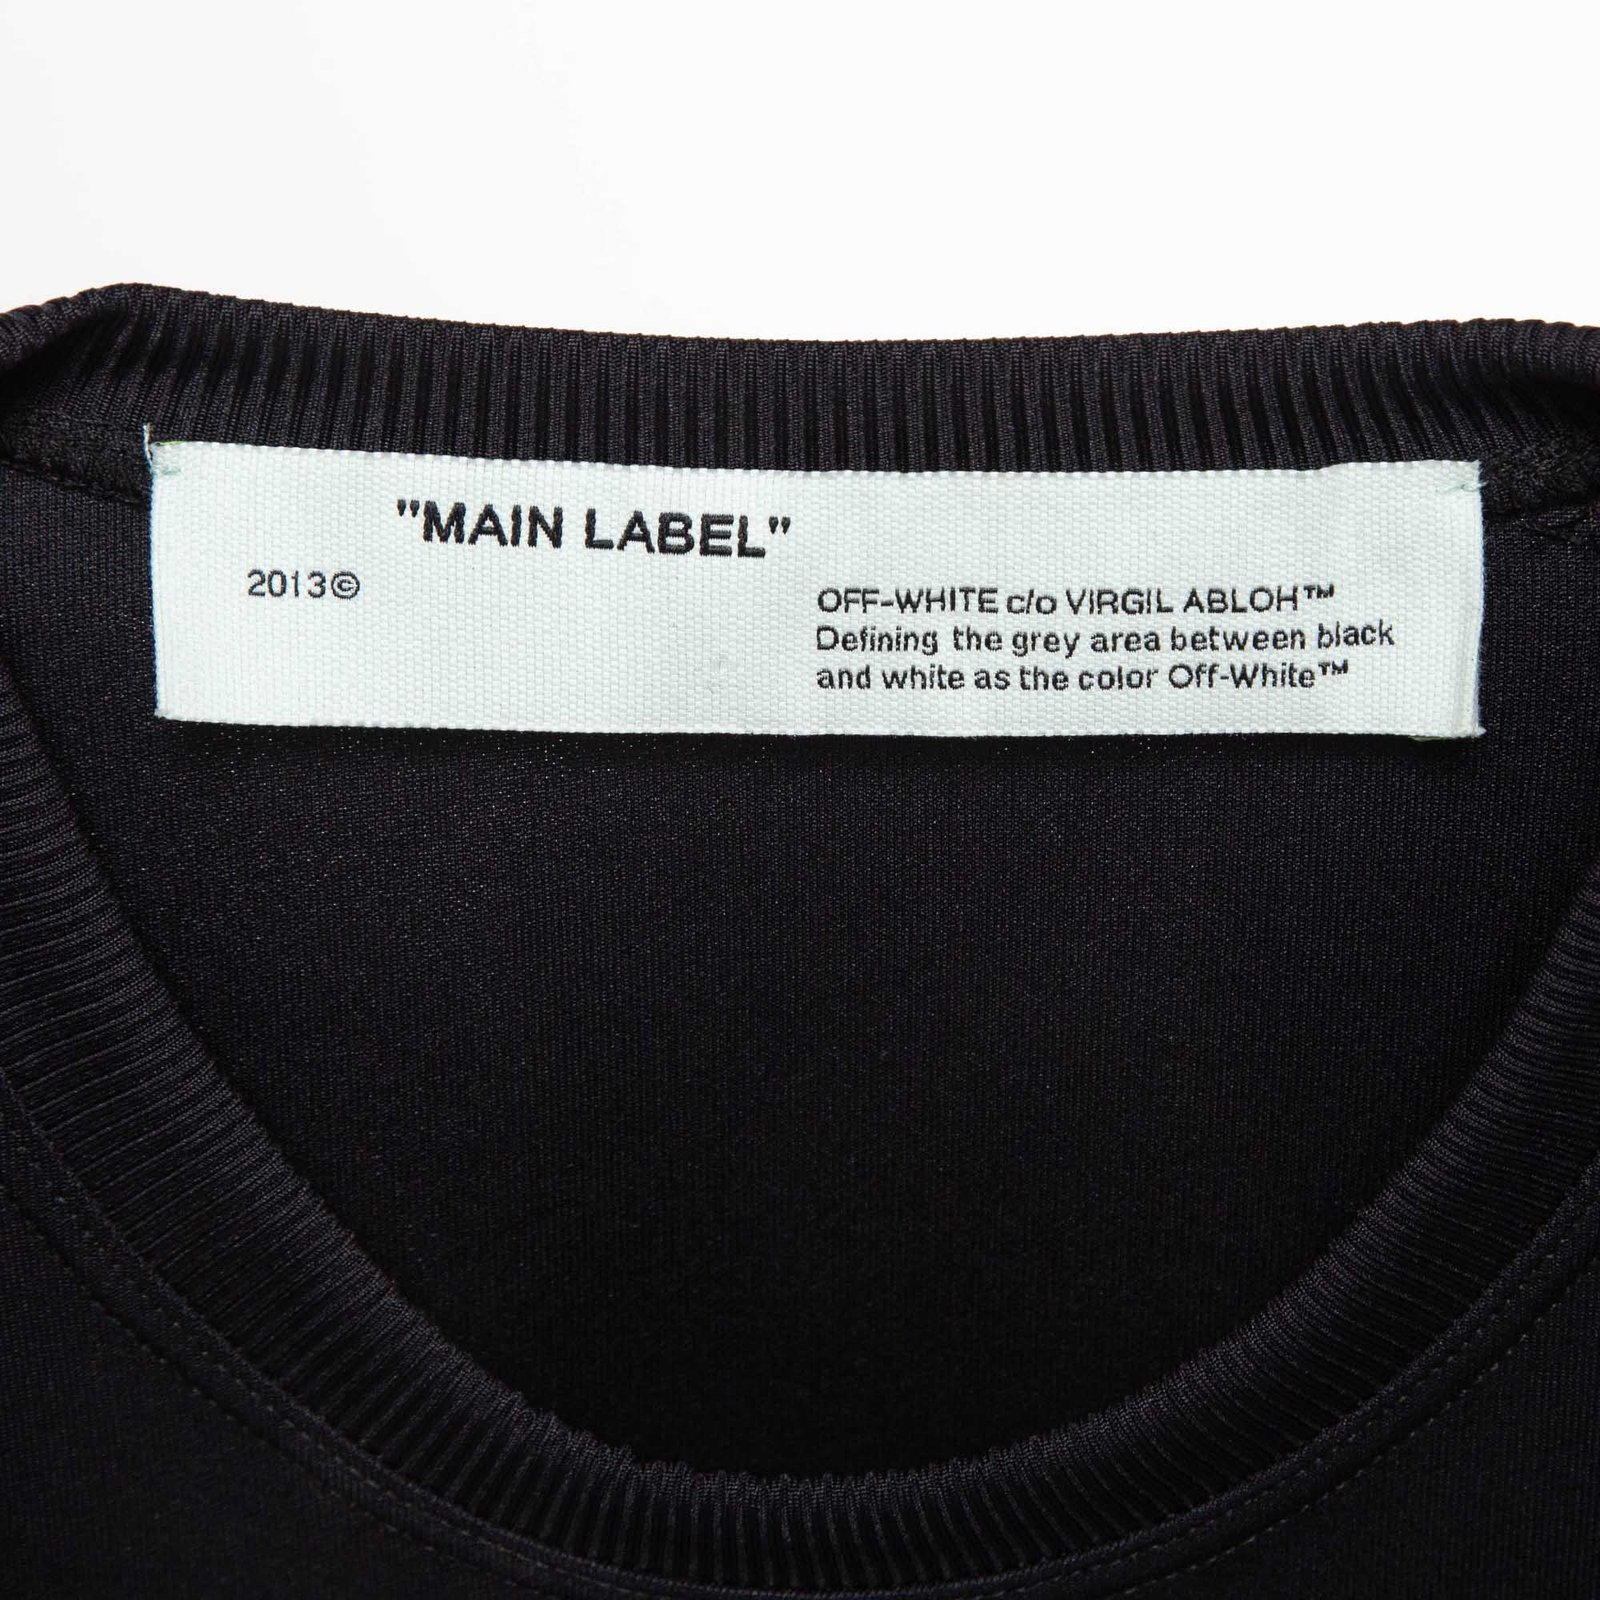 "MAIN LABEL"
2013©
OFF-WHITE c/o VIRGIL ABLOH™
Defining the grey area between black
and white as the color Off-White™